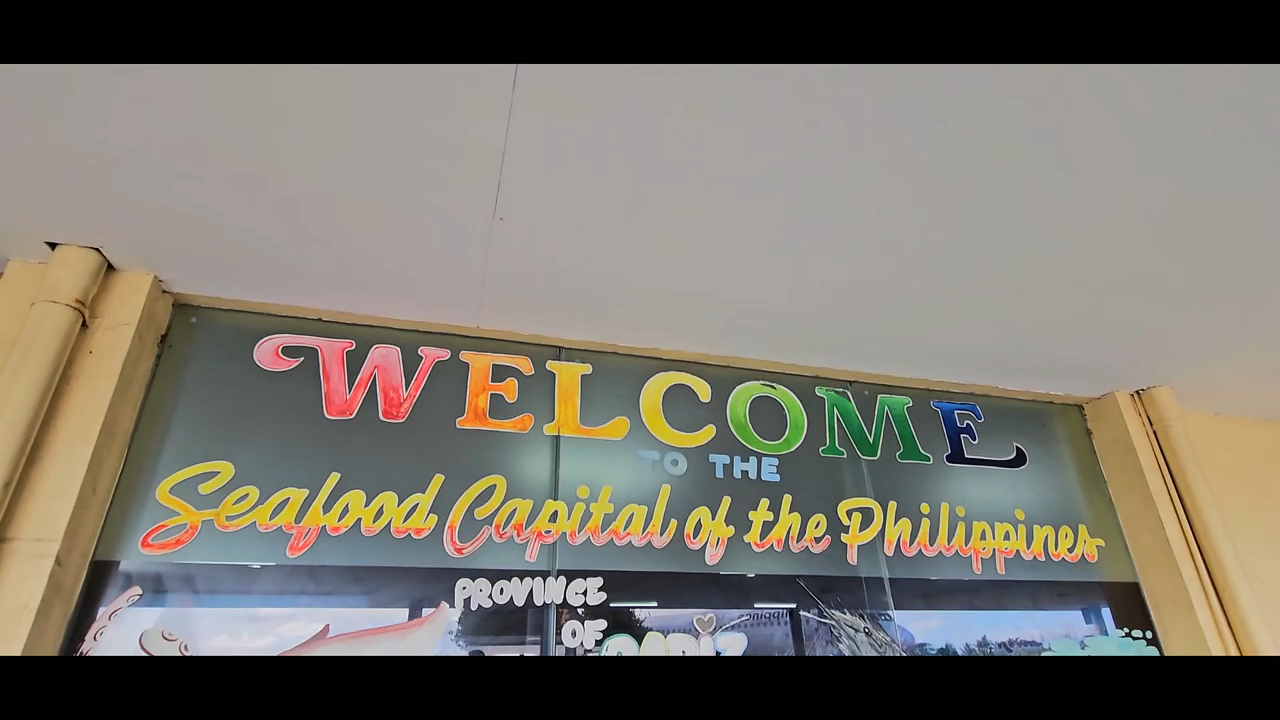 WELCOME
TO THE
Seafood Capital of the Philippines
PROVINCE
OF